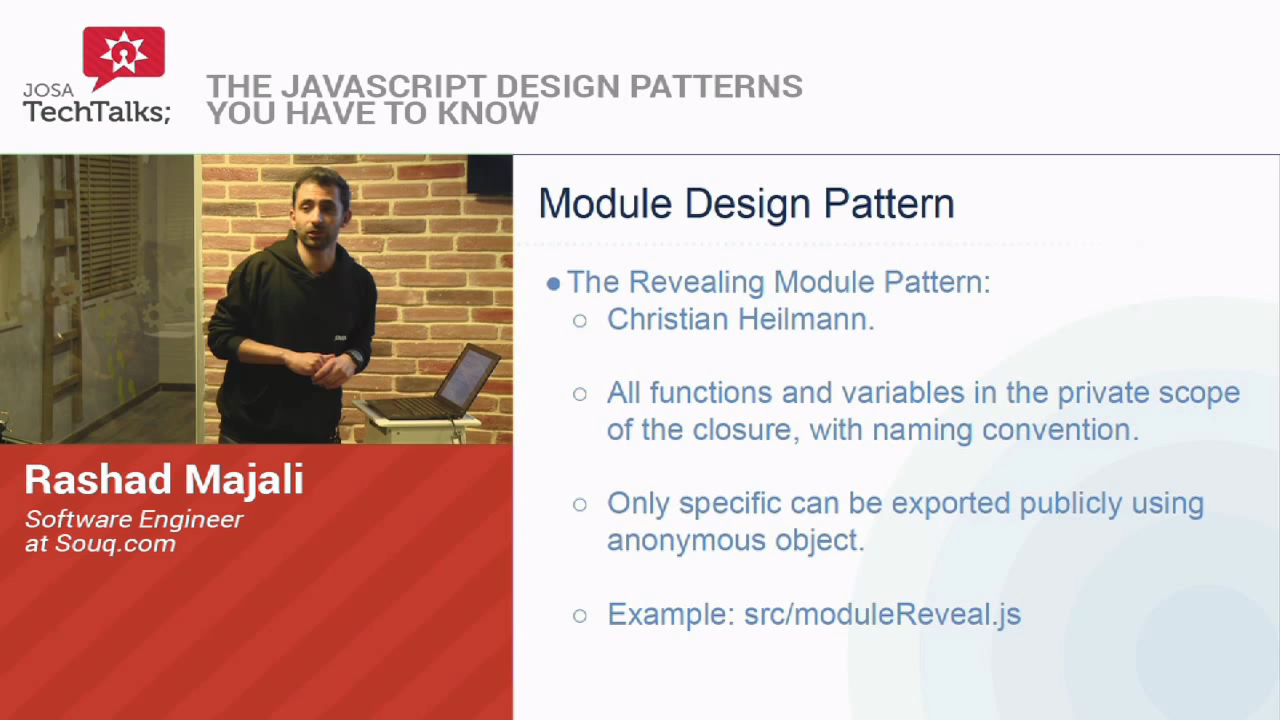 JOSA
TechTalks;
THE JAVASCRIPT DESIGN PATTERNS
YOU HAVE TO KNOW
Module Design Pattern
The Revealing Module Pattern:
Christian Heilmann.
All functions and variables in the private scope
of the closure, with naming convention.
Only specific can be exported publicly using
anonymous object.
Example: src/moduleReveal.js
Rashad Majali
Software Engineer
at Souq.com